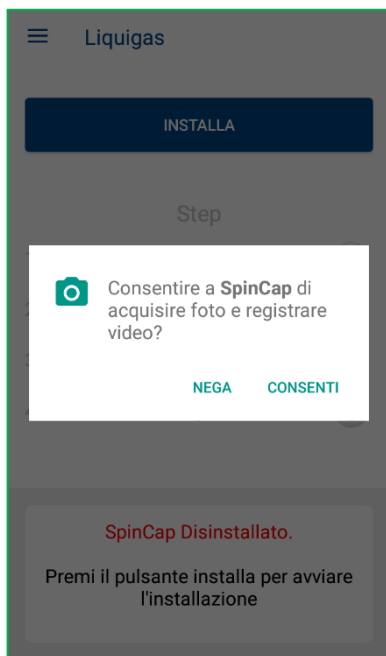 Liquigas
INSTALLA
Step
Consentire a SpinCap di
acquisire foto e registrare
video?
NEGA CONSENTI
SpinCap Disinstallato.
Premi il pulsante installa per avviare
l'installazione